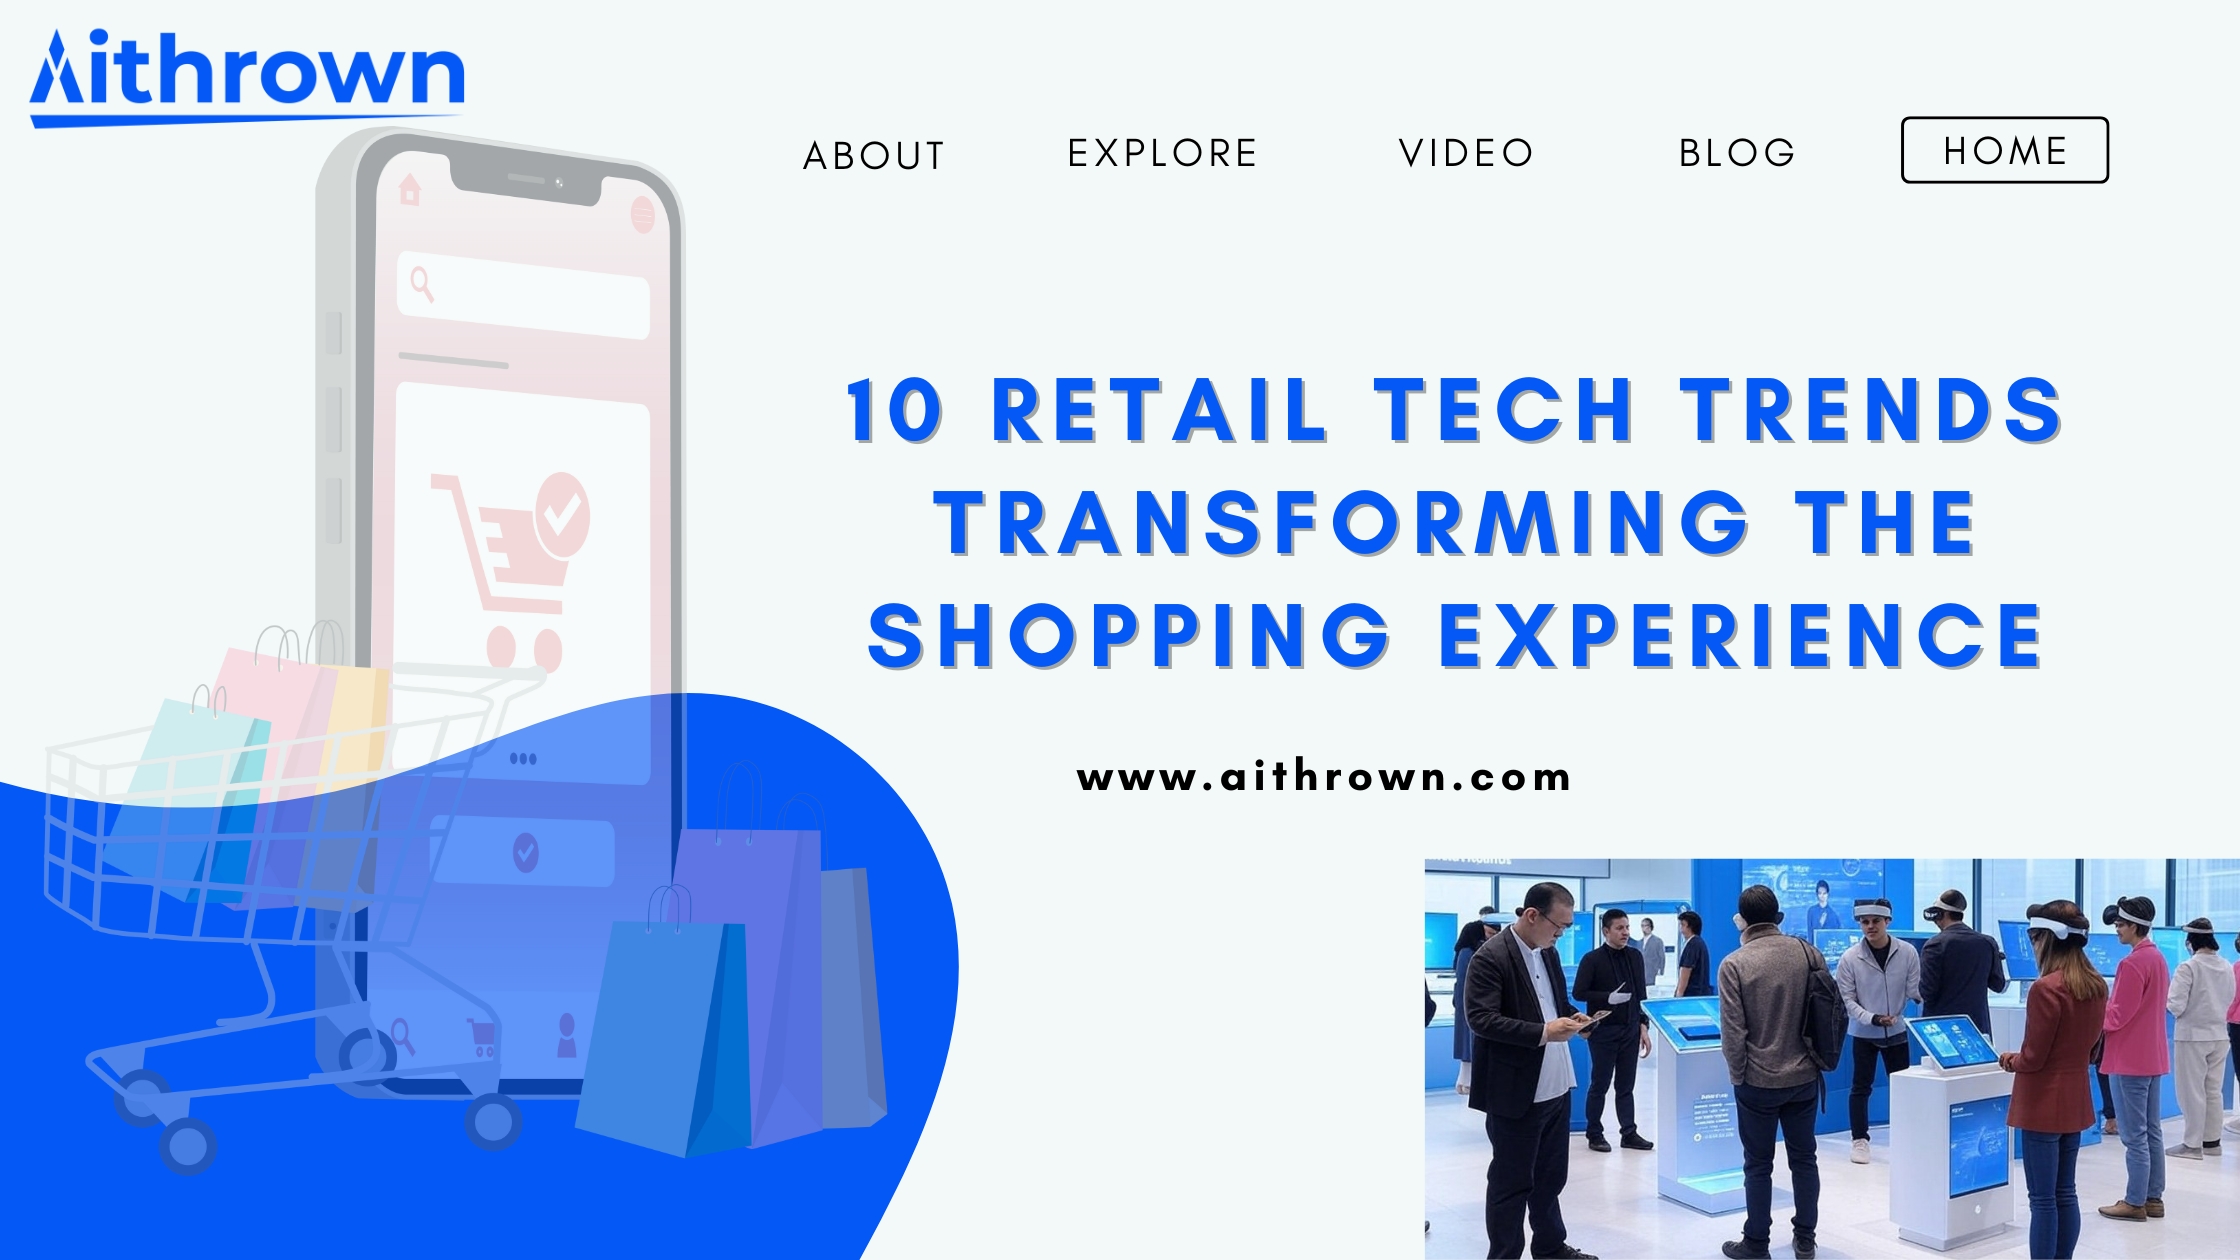 Aithrown
ABOUT EXPLORE VIDEO BLOG HOME
10 RETAIL TECH TRENDS
TRANSFORMING THE
SHOPPING EXPERIENCE
www.aithrown.com